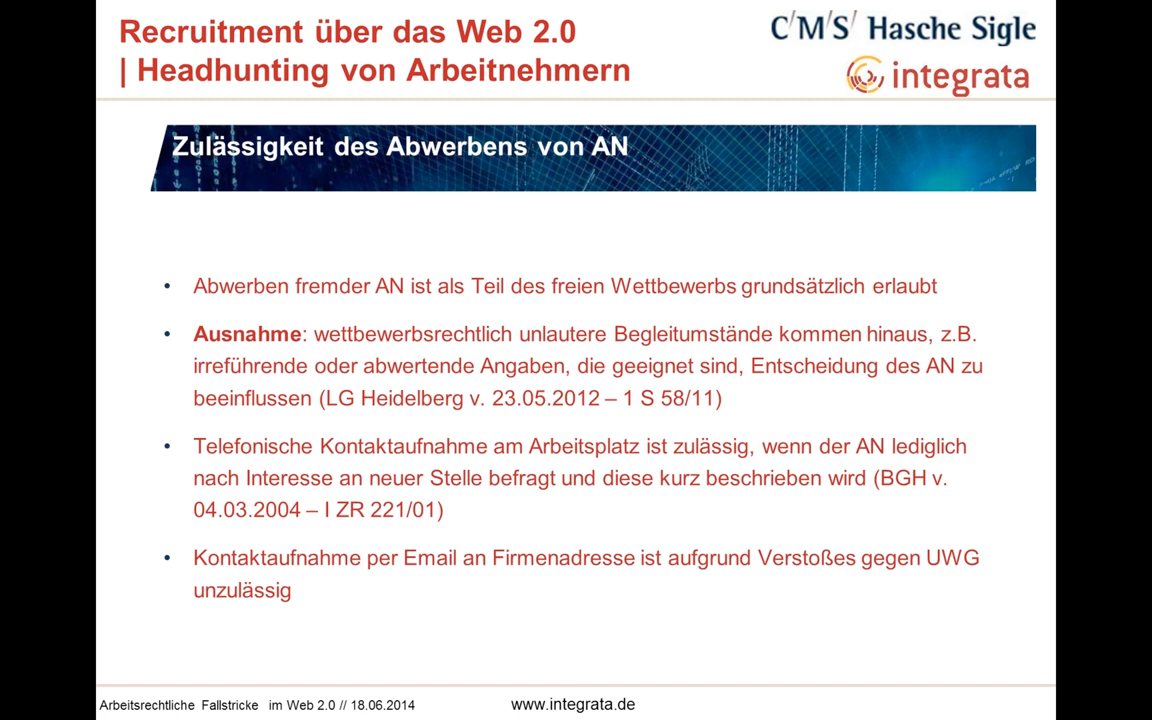 Recruitment über das Web 2.0
| Headhunting von Arbeitnehmern
C'M'S' Hasche Sigle
integrata
Zulässigkeit des Abwerbens von AN
• Abwerben fremder AN ist als Teil des freien Wettbewerbs grundsätzlich erlaubt
• Ausnahme: wettbewerbsrechtlich unlautere Begleitumstände kommen hinaus, z.B.
irreführende oder abwertende Angaben, die geeignet sind, Entscheidung des AN zu
beeinflussen (LG Heidelberg v. 23.05.2012 – 1 S 58/11)
• Telefonische Kontaktaufnahme am Arbeitsplatz ist zulässig, wenn der AN lediglich
nach Interesse an neuer Stelle befragt und diese kurz beschrieben wird (BGH v.
04.03.2004 – I ZR 221/01)
• Kontaktaufnahme per Email an Firmenadresse ist aufgrund Verstoßes gegen UWG
unzulässig
Arbeitsrechtliche Fallstricke im Web 2.0 // 18.06.2014
www.integrata.de